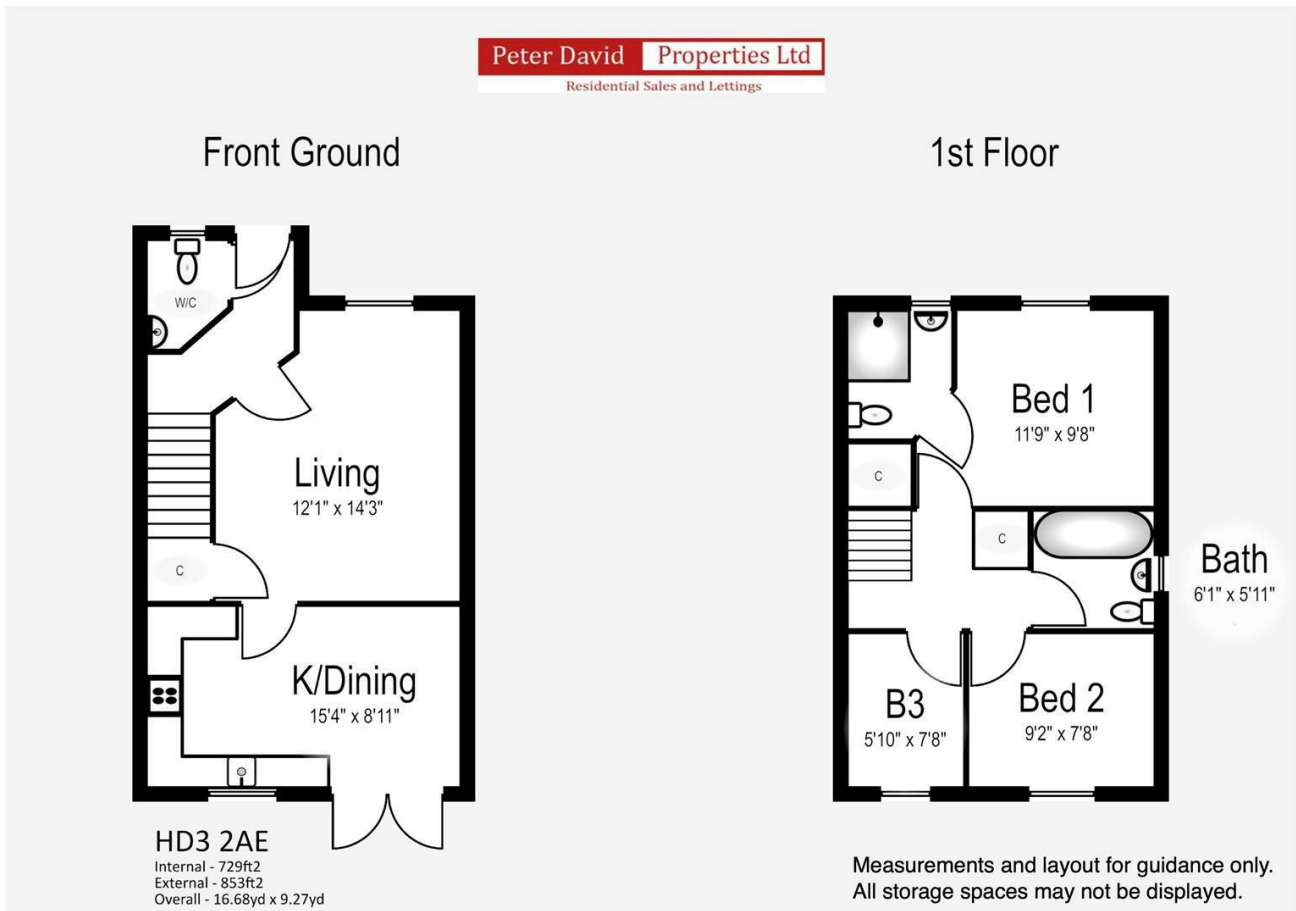 Peter David Properties Ltd
Residential Sales and Lettings
Front Ground
1st Floor
W/C
Living
12'1" x 14'3"
C
K/Dining
15'4" x 8'11"
Bed 1
11'9" x 9'8"
C
C
Bath
6'1" x 5'11"
B3
5'10" x 7'8"
Bed 2
9'2" x 7'8"
HD3 2AE
Internal - 729ft2
External - 853ft2
Overall - 16.68yd x 9.27yd
Measurements and layout for guidance only.
All storage spaces may not be displayed.